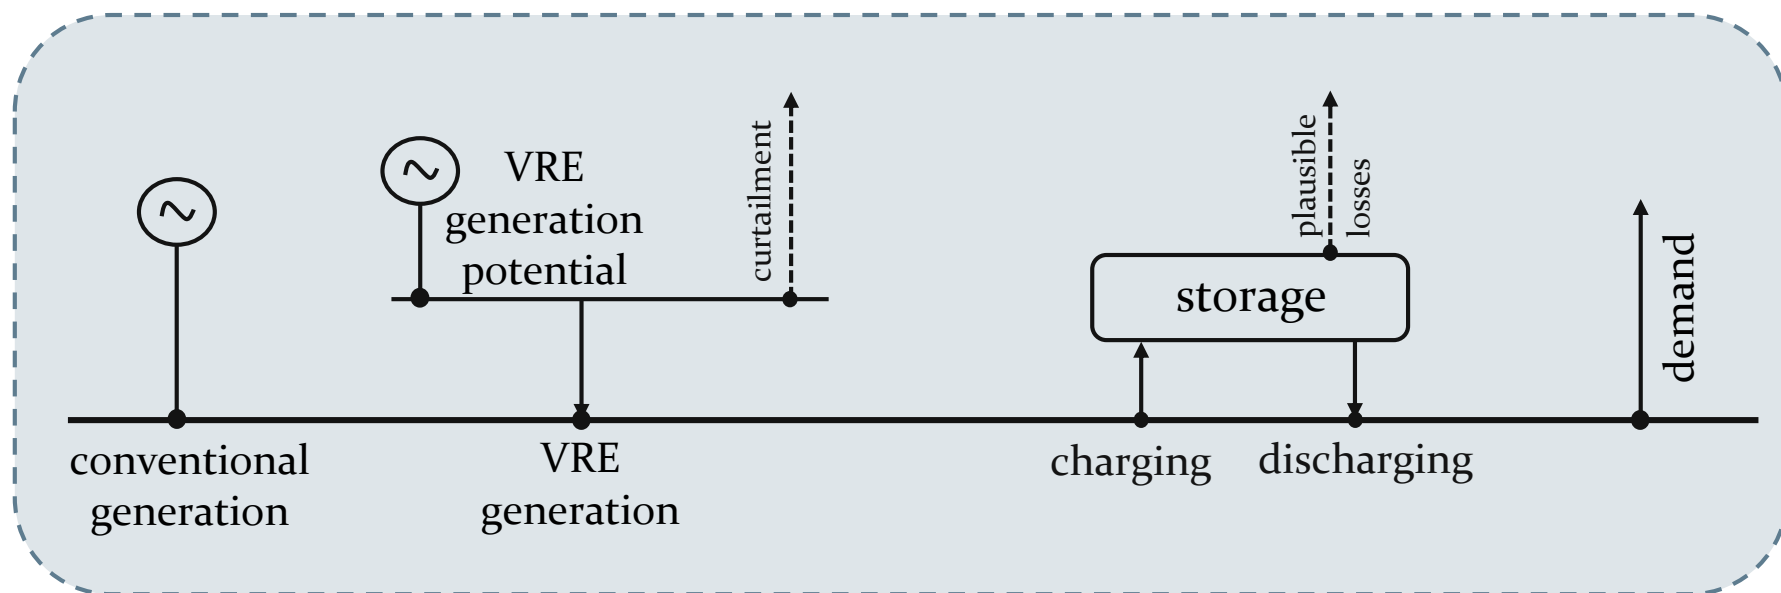 VRE
generation
potential
curtailment
plausible
losses
storage
demand
conventional
generation
VRE
generation
charging
discharging